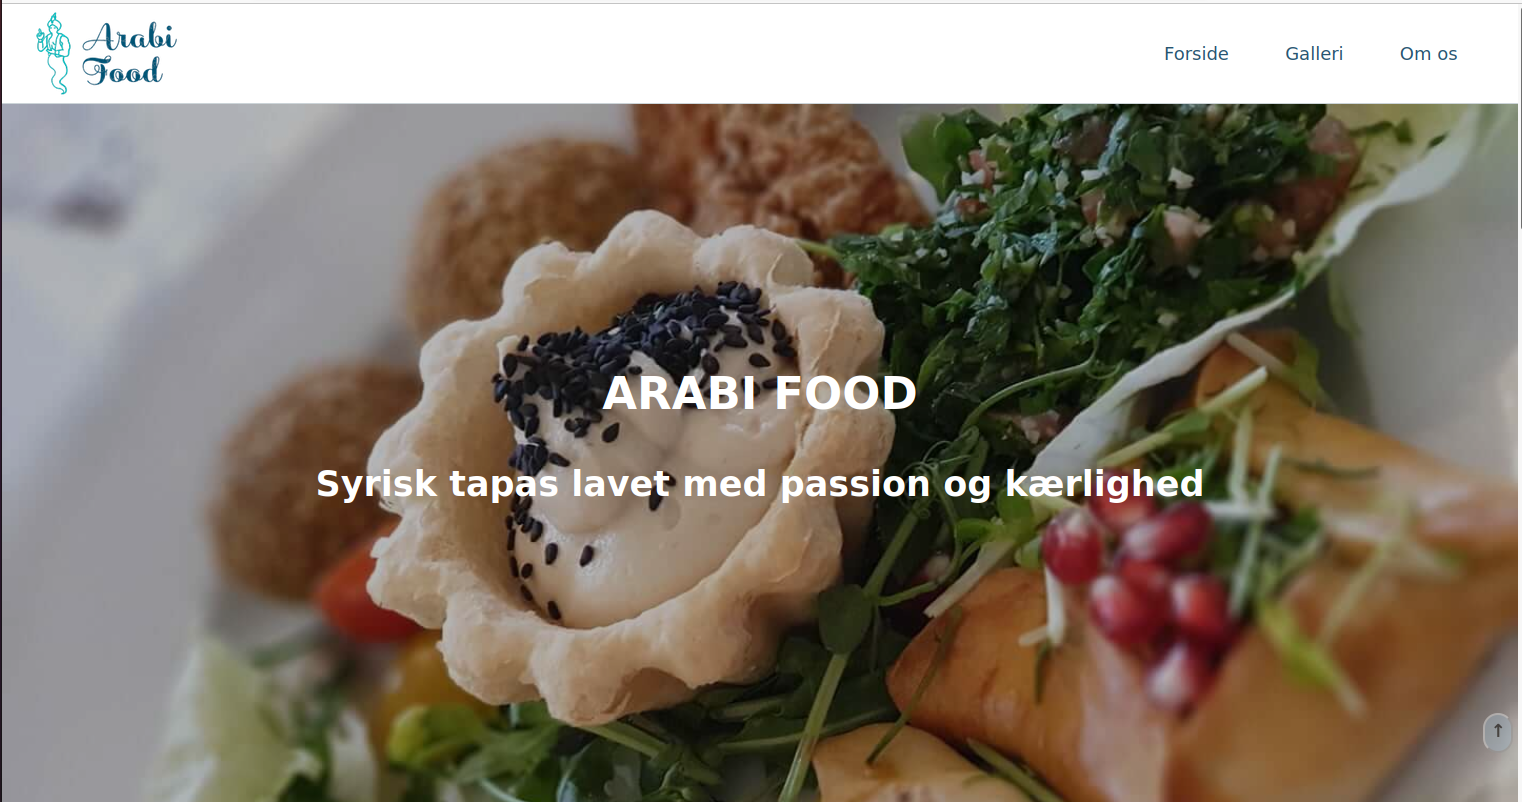 Arabi
Food
Forside Galleri Om os
ARABI FOOD
Syrisk tapas lavet med passion og kærlighed
↑